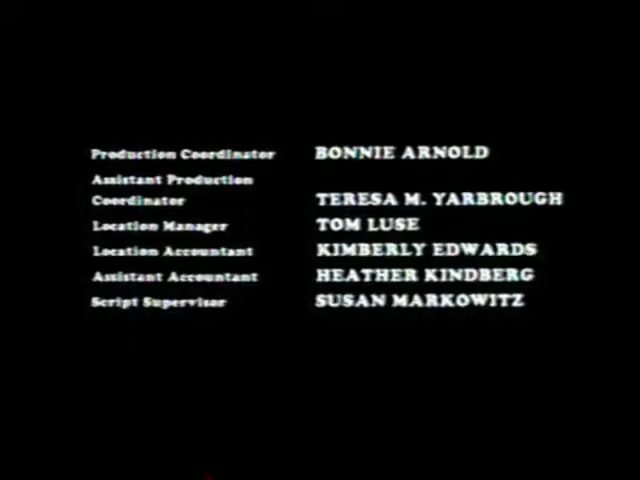 Production Coordinator BONNIE ARNOLD
Assistant Production
Coordinator TERESA M. YARBROUGH
Location Manager TOM LUSE
Location Accountant KIMBERLY EDWARDS
Assistant Accountant HEATHER KINDBERG
Script Supervisor SUSAN MARKOWITZ